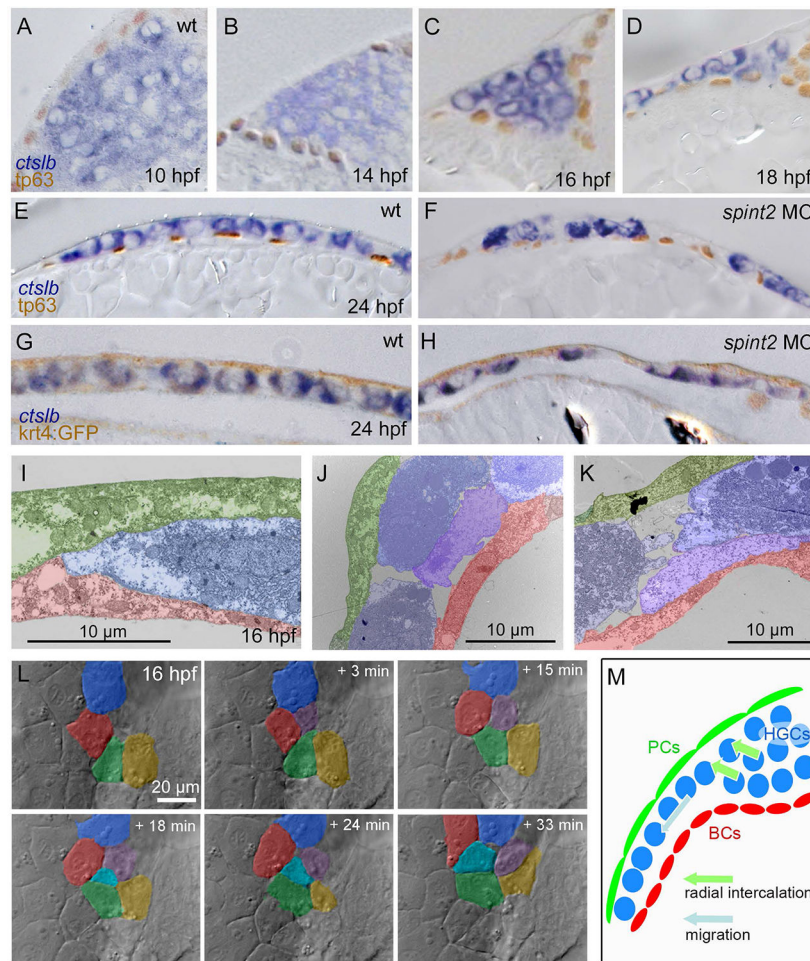 A
wt
ctslb
tp63
10 hpf
B
14 hpf
C
16 hpf
D
18 hpf
E
wt
ctslb
tp63
24 hpf
F
spint2 MO
G
wt
ctslb
krt4:GFP
24 hpf
H
spint2 MO
I
10 µm
16 hpf
J
10 µm
K
10 µm
L
16 hpf
20 µm
+ 3 min
+ 15 min
+ 18 min
+ 24 min
+ 33 min
M
PCs
HGCs
BCs
radial intercalation
migration